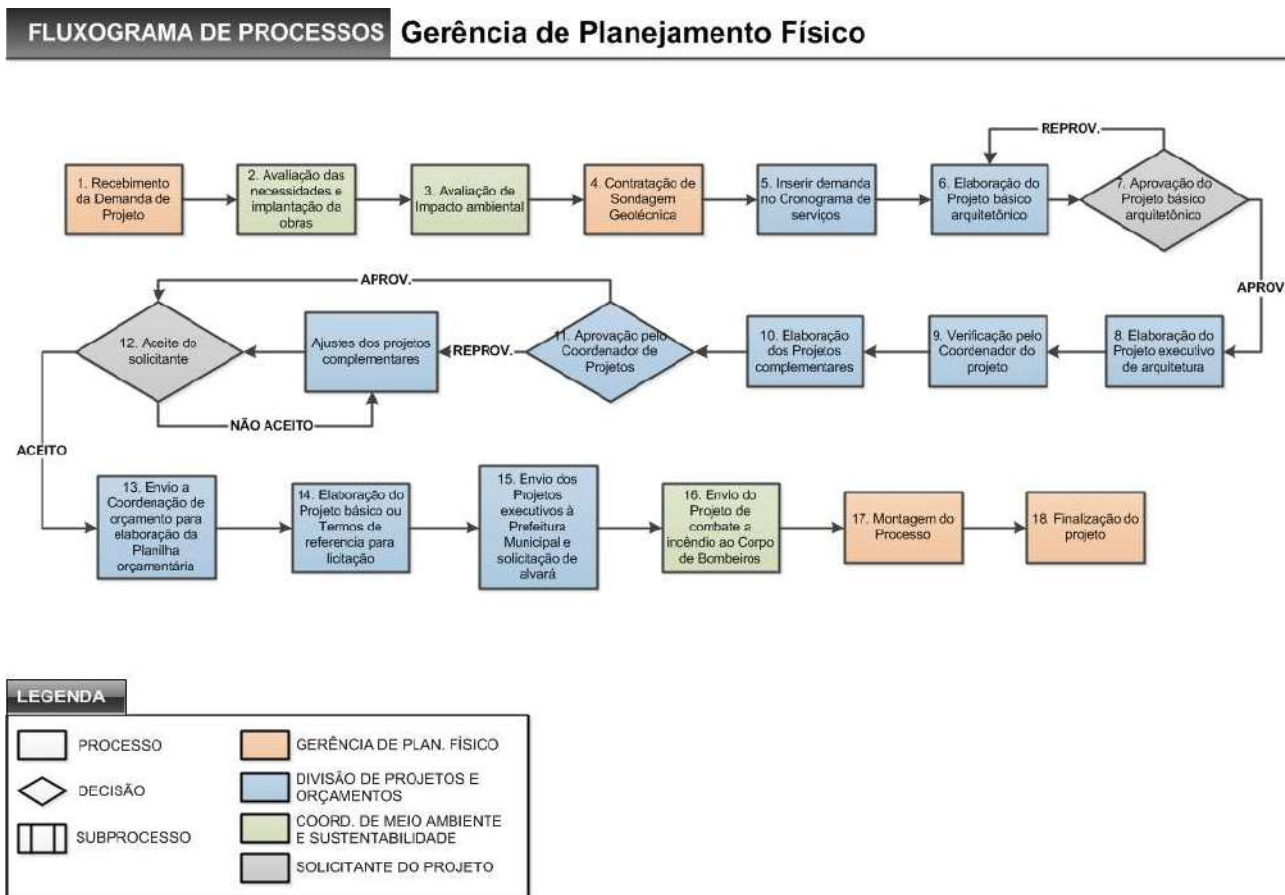 FLUXOGRAMA DE PROCESSOS Gerência de Planejamento Físico
REPROV.
1. Recebimento
da Demanda de
Projeto
2. Avaliação das
necessidades e
implantação da
obras
3. Avaliação de
Impacto ambiental
4. Contratação de
Sondagem
Geotécnica
5. Inserir demanda
no Cronograma de
serviços
6. Elaboração do
Projeto básico
arquitetônico
7. Aprovação do
Projeto básico
arquitetônico
APROV.
8. Elaboração do
Projeto executivo
de arquitetura
9. Verificação pelo
Coordenador do
projeto
10. Elaboração
dos Projetos
complementares
11. Aprovação pelo
Coordenador de
Projetos
APROV.
REPROV.
Ajustes dos projetos
complementares
12. Aceite do
solicitante
NÃO ACEITO
ACEITO
13. Envio a
Coordenação de
orçamento para
elaboração da
Planilha
orçamentária
14. Elaboração do
Projeto básico ou
Termos de
referencia para
licitação
15. Envio dos
Projetos
executivos à
Prefeitura
Municipal e
solicitação de
alvará
16. Envio do
Projeto de
combate a
incêndio ao Corpo
de Bombeiros
17. Montagem do
Processo
18. Finalização do
projeto
LEGENDA
PROCESSO
DECISÃO
SUBPROCESSO
GERÊNCIA DE PLAN. FÍSICO
DIVISÃO DE PROJETOS E
ORÇAMENTOS
COORD. DE MEIO AMBIENTE
E SUSTENTABILIDADE
SOLICITANTE DO PROJETO